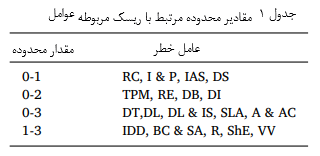 جدول ۱ مقادیر محدوده مرتبط با ریسک مربوطه عوامل
عامل خطر مقدار محدوده
RC, I & P, IAS, DS 0-1
TPM, RE, DB, DI 0-2
DT,DL, DL & IS, SLA, A & AC 0-3
IDD, BC & SA, R, ShE, VV 1-3